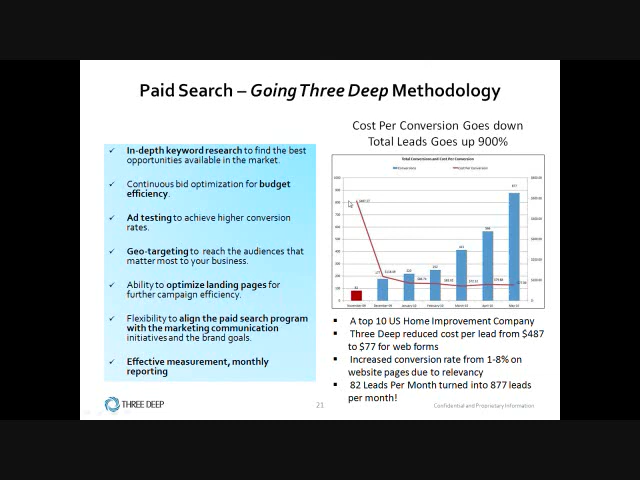 Paid Search – Going Three Deep Methodology
In-depth keyword research to find the best
opportunities available in the market.
Continuous bid optimization for budget
efficiency.
Ad testing to achieve higher conversion
rates.
Geo-targeting to reach the audiences that
matter most to your business.
Ability to optimize landing pages for
further campaign efficiency.
Flexibility to align the paid search program
with the marketing communication
initiatives and the brand goals.
Effective measurement, monthly
reporting
Cost Per Conversion Goes down
Total Leads Goes up 900%
Total Conversions and Cost Per Conversion
Conversions
Cost Per Conversion
877
A top 10 US Home Improvement Company
Three Deep reduced cost per lead from $487
to $77 for web forms
Increased conversion rate from 1-8% on
website pages due to relevancy
82 Leads Per Month turned into 877 leads
per month!
THREE DEEP
21
Confidential and Proprietary Information